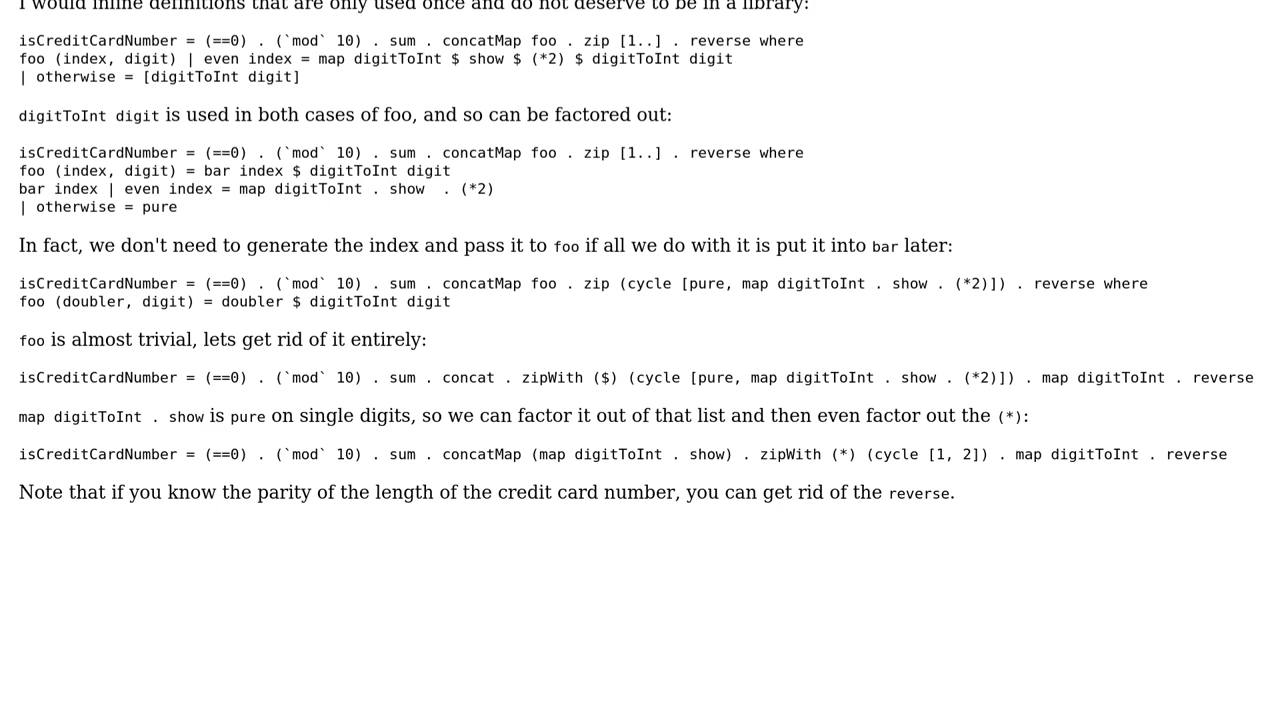 I would inline definitions that are only used once and do not deserve to be in a library:
isCreditCardNumber = (==0) . (`mod` 10) . sum . concatMap foo . zip [1..] . reverse where
foo (index, digit) | even index = map digitToInt $ show $ (*2) $ digitToInt digit
| otherwise = [digitToInt digit]
digitToInt digit is used in both cases of foo, and so can be factored out:
isCreditCardNumber = (==0) . (`mod` 10) . sum . concatMap foo . zip [1..] . reverse where
foo (index, digit) = bar index $ digitToInt digit
bar index | even index = map digitToInt . show  . (*2)
| otherwise = pure
In fact, we don't need to generate the index and pass it to foo if all we do with it is put it into bar later:
isCreditCardNumber = (==0) . (`mod` 10) . sum . concatMap foo . zip (cycle [pure, map digitToInt . show . (*2)]) . reverse where
foo (doubler, digit) = doubler $ digitToInt digit
foo is almost trivial, lets get rid of it entirely:
isCreditCardNumber = (==0) . (`mod` 10) . sum . concat . zipWith ($) (cycle [pure, map digitToInt . show . (*2)]) . map digitToInt . reverse
map digitToInt . show is pure on single digits, so we can factor it out of that list and then even factor out the (*):
isCreditCardNumber = (==0) . (`mod` 10) . sum . concatMap (map digitToInt . show) . zipWith (*) (cycle [1, 2]) . map digitToInt . reverse
Note that if you know the parity of the length of the credit card number, you can get rid of the reverse.